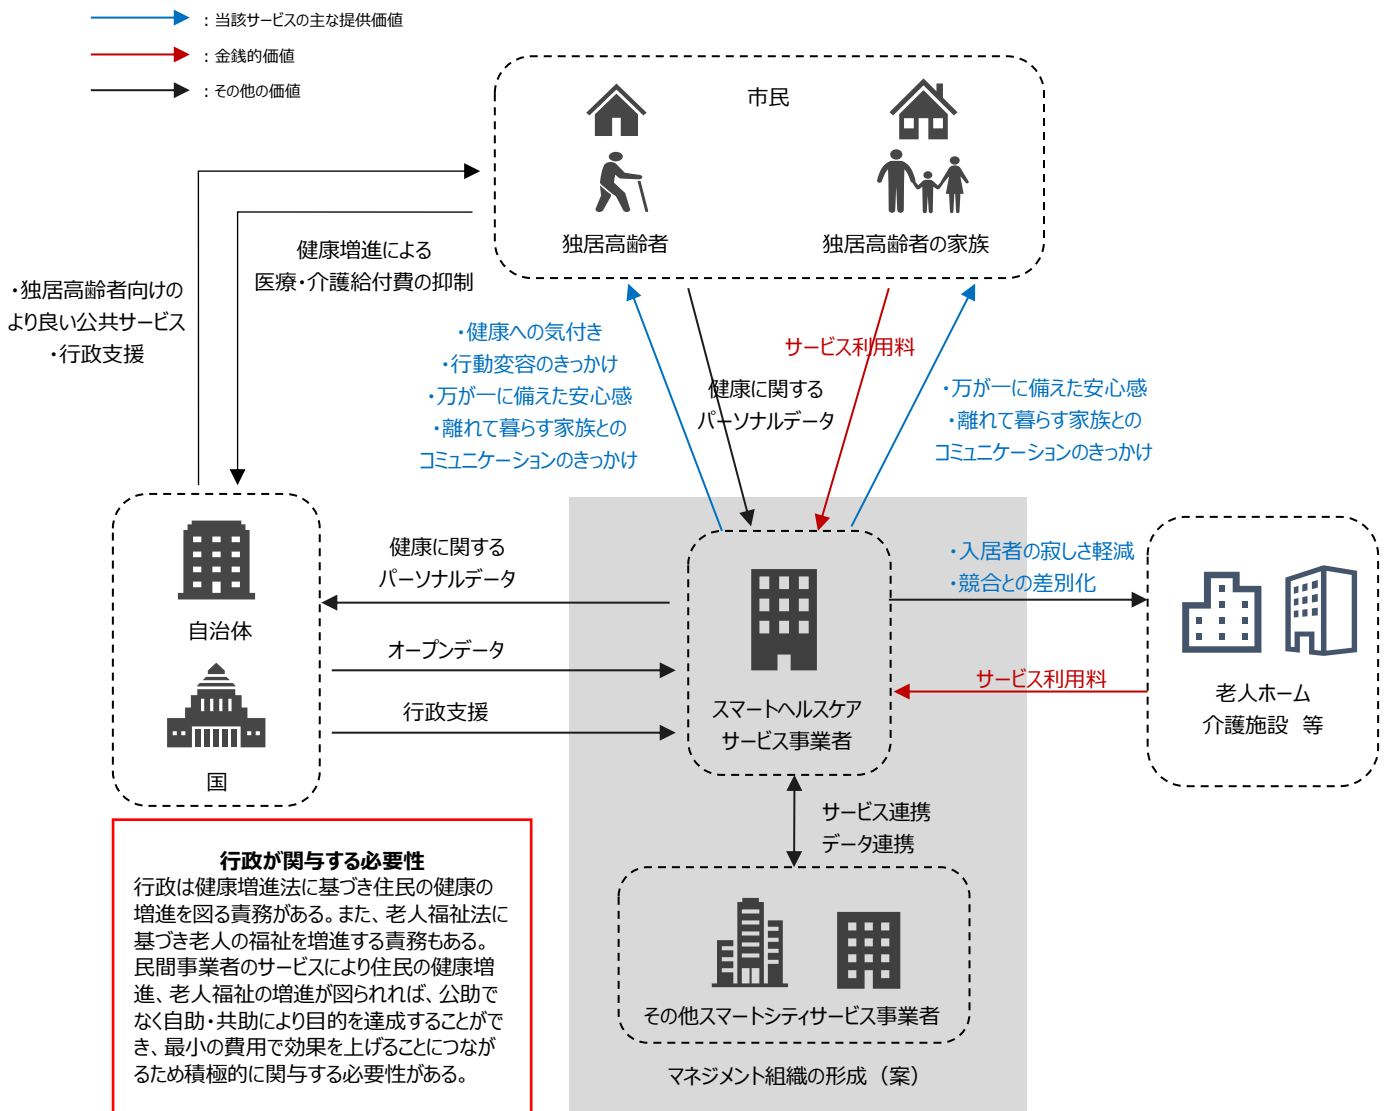 ：当該サービスの主な提供価値
：金銭的価値
：その他の価値
市民
独居高齢者
独居高齢者の家族
健康増進による
医療・介護給付費の抑制
・独居高齢者向けの
より良い公共サービス
・行政支援
・健康への気付き
・行動変容のきっかけ
・万が一に備えた安心感
・離れて暮らす家族との
コミュニケーションのきっかけ
サービス利用料
健康に関する
パーソナルデータ
・万が一に備えた安心感
・離れて暮らす家族との
コミュニケーションのきっかけ
自治体
国
健康に関する
パーソナルデータ
オープンデータ
行政支援
スマートヘルスケア
サービス事業者
・入居者の寂しさ軽減
・競合との差別化
サービス利用料
老人ホーム
介護施設 等
サービス連携
データ連携
その他スマートシティサービス事業者
マネジメント組織の形成（案）
行政が関与する必要性
行政は健康増進法に基づき住民の健康の
増進を図る責務がある。また、老人福祉法に
基づき老人の福祉を増進する責務もある。
民間事業者のサービスにより住民の健康増
進、老人福祉の増進が図られれば、公助で
なく自助・共助により目的を達成することがで
き、最小の費用で効果を上げることにつなが
るため積極的に関与する必要性がある。